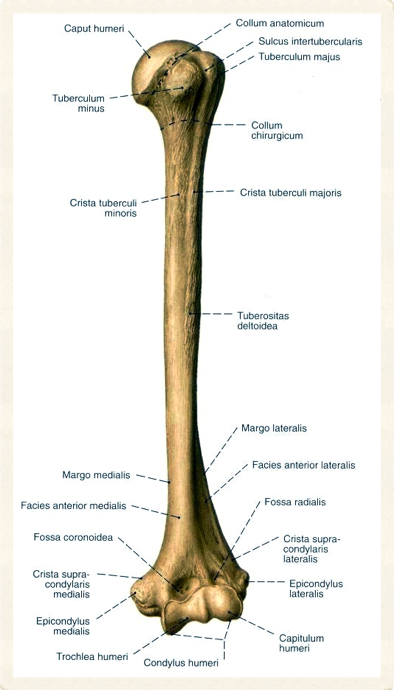 Collum anatomicum
Caput humeri
Sulcus intertubercularis
Tuberculum majus
Tuberculum
minus
Collum
chirurgicum
Crista tuberculi majoris
Crista tuberculi
minoris
Tuberositas
deltoidea
Margo lateralis
Facies anterior lateralis
Margo medialis
Fossa radialis
Facies anterior medialis
Fossa coronoidea
Crista supra-
condylaris
lateralis
Crista supra-
condylaris
medialis
Epicondylus
lateralis
Epicondylus
medialis
Capitulum
humeri
Trochlea humeri
Condylus humeri